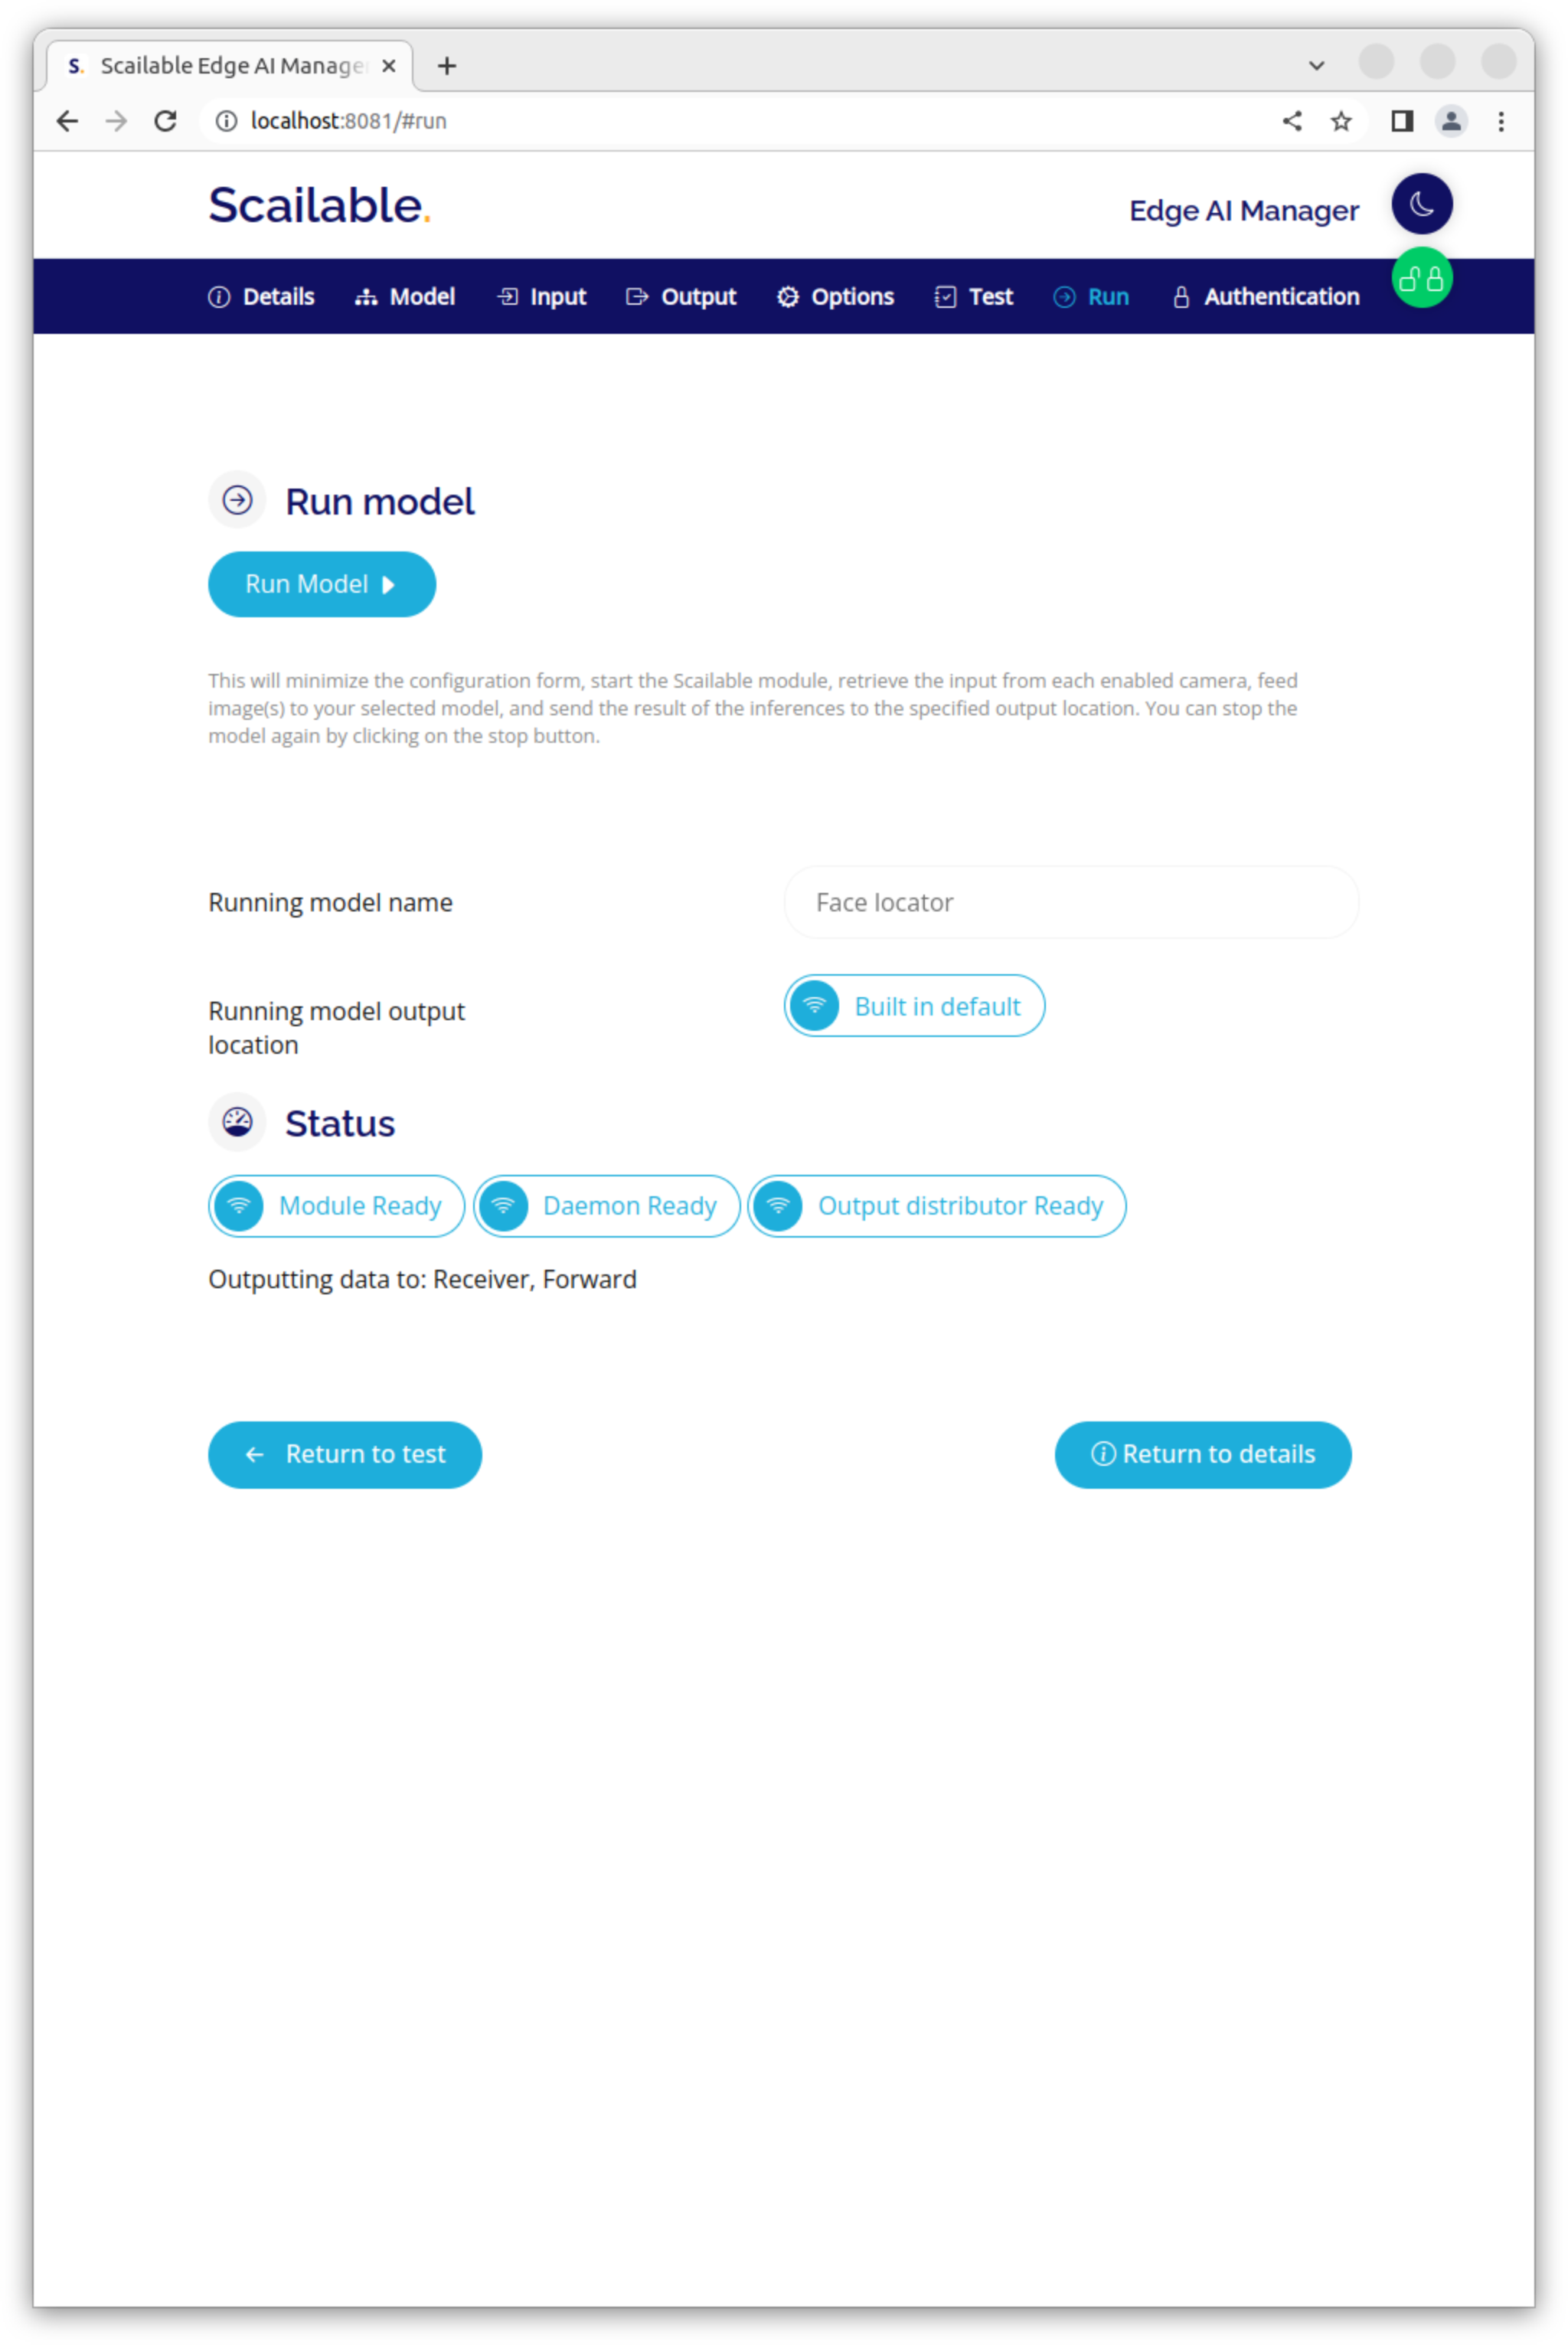 S. Scailable Edge AI Manage
localhost:8081/#run
Scailable.
Edge AI Manager
Details Model Input Output Options Test Run Authentication
Run model
Run Model
This will minimize the configuration form, start the Scailable module, retrieve the input from each enabled camera, feed
image(s) to your selected model, and send the result of the inferences to the specified output location. You can stop the
model again by clicking on the stop button.
Running model name
Face locator
Running model output
location
Built in default
Status
Module Ready Daemon Ready Output distributor Ready
Outputting data to: Receiver, Forward
Return to test
Return to details